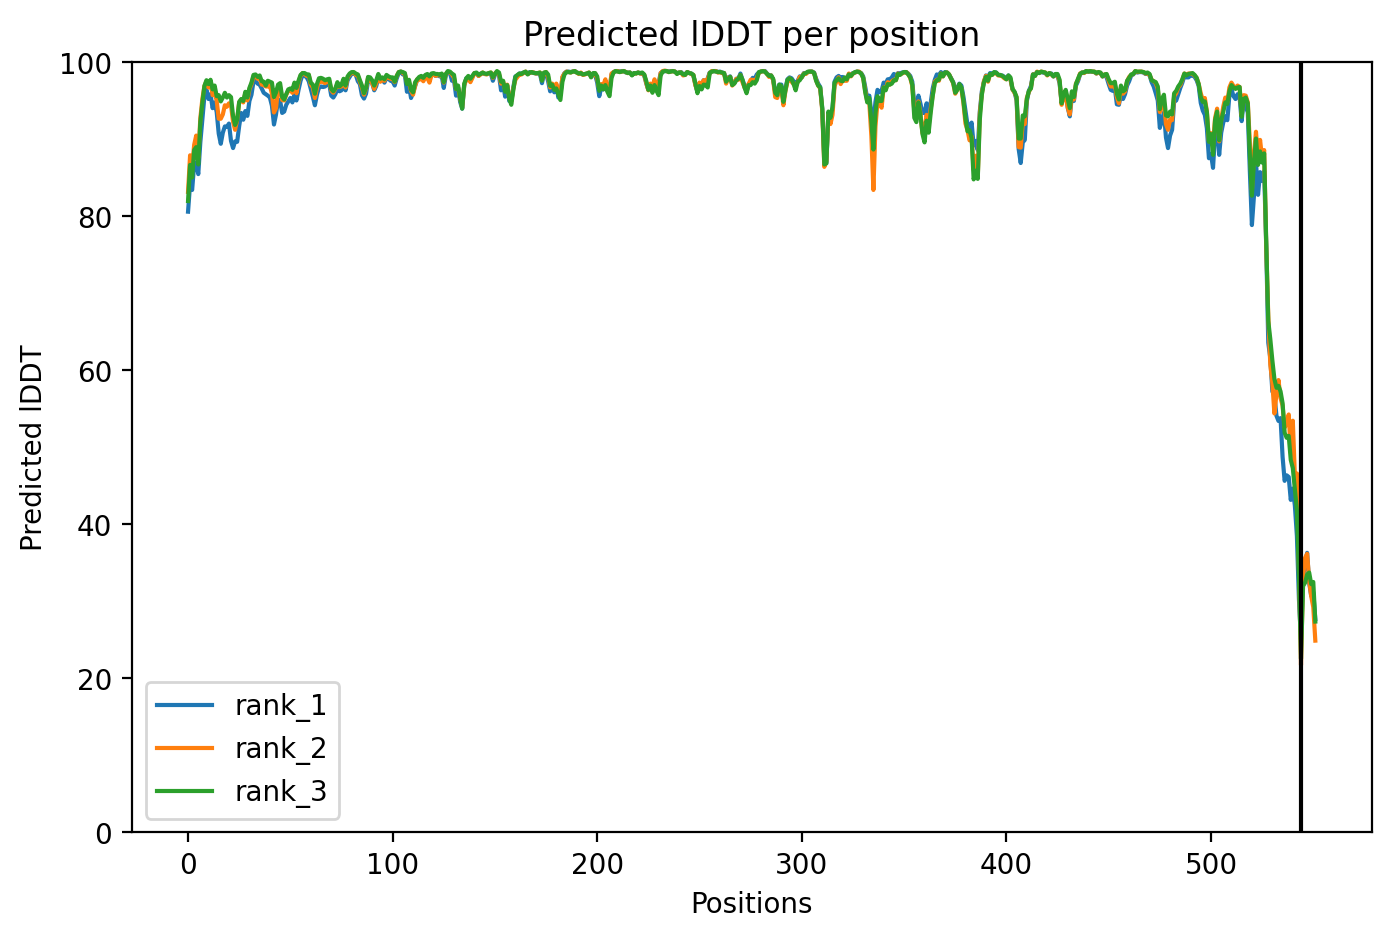 Predicted lDDT per position
100
80
60
40
20
0
Predicted lDDT
rank_1
rank_2
rank_3
0 100 200 300 400 500
Positions